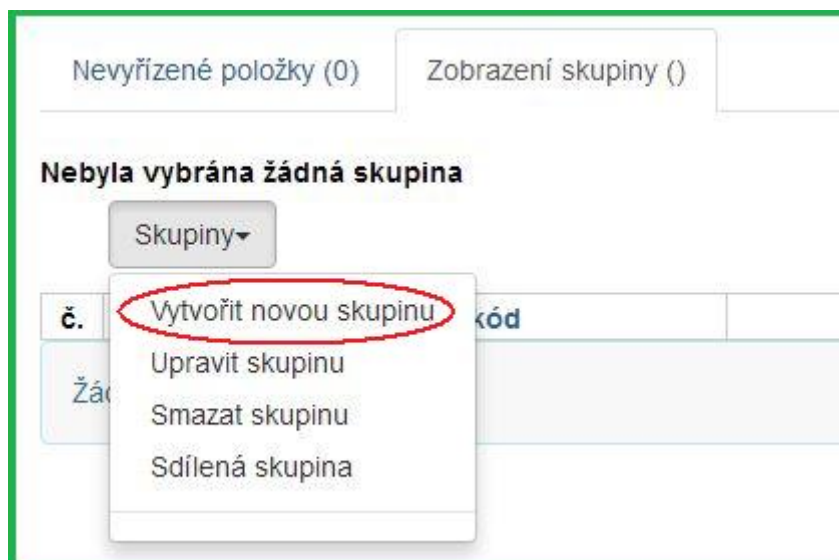 Nevyřízené položky (0)
Zobrazení skupiny ()
Nebyla vybrána žádná skupina
Skupiny
Vytvořit novou skupinu
č.
kód
Upravit skupinu
Smazat skupinu
Sdílená skupina